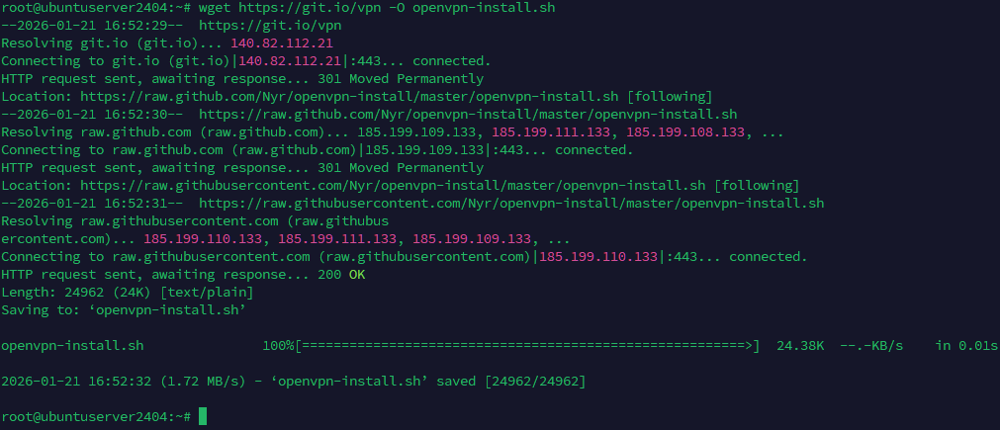 root@ubuntuserver2404:~# wget https://git.io/vpn -O openvpn-install.sh
--2026-01-21 16:52:29--  https://git.io/vpn
Resolving git.io (git.io)... 140.82.112.21
Connecting to git.io (git.io)|140.82.112.21|:443... connected.
HTTP request sent, awaiting response... 301 Moved Permanently
Location: https://raw.github.com/Nyr/openvpn-install/master/openvpn-install.sh [following]
--2026-01-21 16:52:30--  https://raw.github.com/Nyr/openvpn-install/master/openvpn-install.sh
Resolving raw.github.com (raw.github.com)... 185.199.109.133, 185.199.111.133, 185.199.108.133, ...
Connecting to raw.github.com (raw.github.com)|185.199.109.133|:443... connected.
HTTP request sent, awaiting response... 301 Moved Permanently
Location: https://raw.githubusercontent.com/Nyr/openvpn-install/master/openvpn-install.sh [following]
--2026-01-21 16:52:31--  https://raw.githubusercontent.com/Nyr/openvpn-install/master/openvpn-install.sh
Resolving raw.githubusercontent.com (raw.githubus
ercontent.com)... 185.199.110.133, 185.199.111.133, 185.199.109.133, ...
Connecting to raw.githubusercontent.com (raw.githubusercontent.com)|185.199.110.133|:443... connected.
HTTP request sent, awaiting response... 200 OK
Length: 24962 (24K) [text/plain]
Saving to: ‘openvpn-install.sh’
openvpn-install.sh               100%[========================================================>]  24.38K  --.-KB/s    in 0.01s
2026-01-21 16:52:32 (1.72 MB/s) - ‘openvpn-install.sh’ saved [24962/24962]
root@ubuntuserver2404:~#